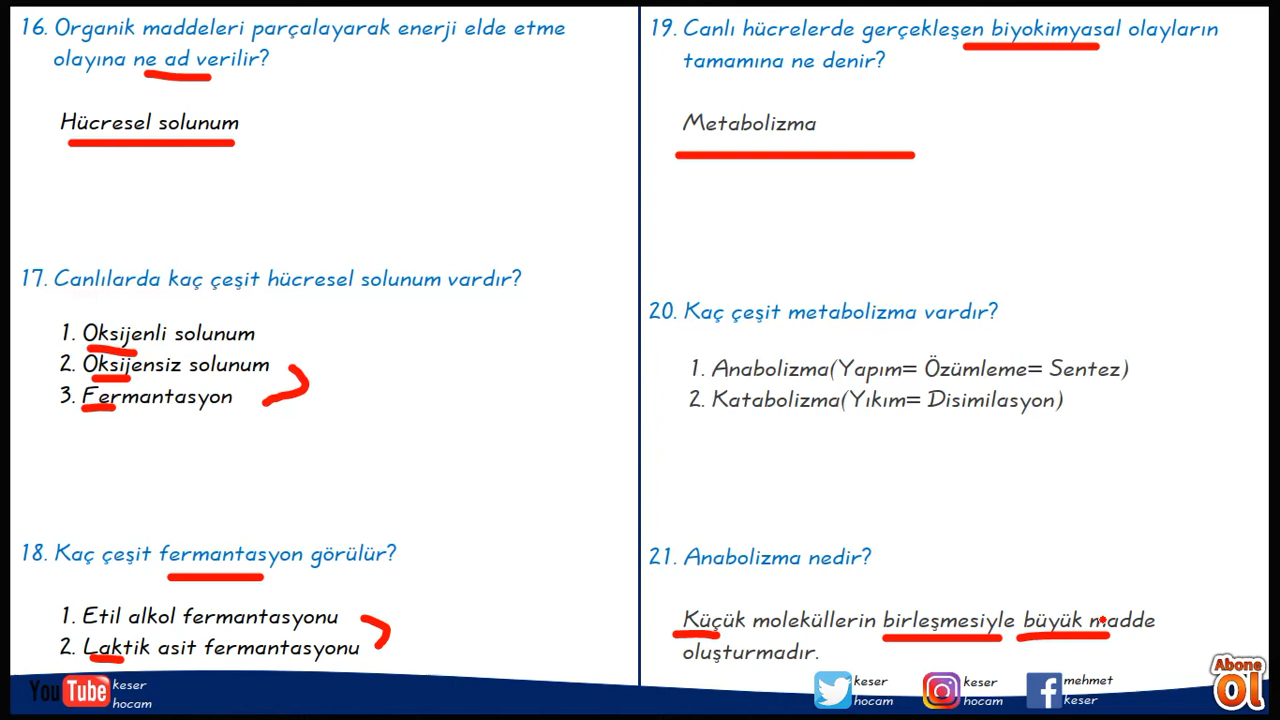 16. Organik maddeleri parçalayarak enerji elde etme
olayına ne ad verilir?
Hücresel solunum
17. Canlılarda kaç çeşit hücresel solunum vardır?
1. Oksijenli solunum
2. Oksijensiz solunum
3. Fermantasyon
18. Kaç çeşit fermantasyon görülür?
1. Etil alkol fermantasyonu
2. Laktik asit fermantasyonu
19. Canlı hücrelerde gerçekleşen biyokimyasal olayların
tamamına ne denir?
Metabolizma
20. Kaç çeşit metabolizma vardır?
1. Anabolizma(Yapım= Özümleme= Sentez)
2. Katabolizma(Yıkım= Disimilasyon)
21. Anabolizma nedir?
Küçük moleküllerin birleşmesiyle büyük madde
oluşturmadır.
YouTube keser
hocam
keser
hocam
keser
hocam
mehmet
keser
Abone
OL